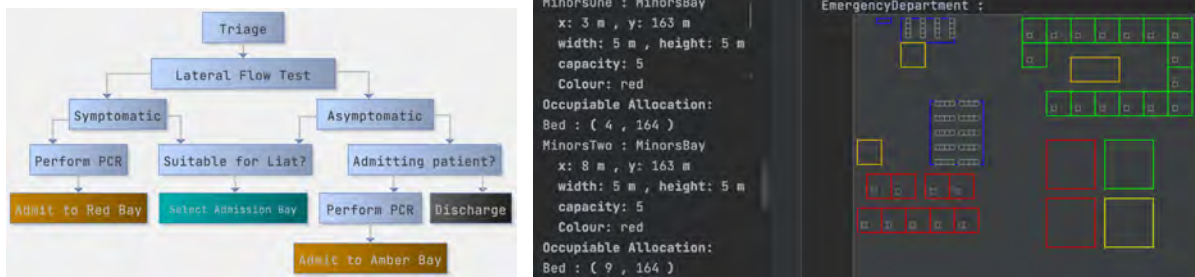 Triage
Lateral Flow Test
Symptomatic
Asymptomatic
Perform PCR
Suitable for Liat?
Admitting patient?
Admit to Red Bay
Select Admission Bay
Perform PCR
Discharge
Admit to Amber Bay
MinorsOne : MinorsBay
x: 3 m , y: 163 m
width: 5 m , height: 5 m
capacity: 5
Colour: red
Occupiable Allocation:
Bed : ( 4 , 164 )
MinorsTwo : MinorsBay
x: 8 m , y: 163 m
width: 5 m , height: 5 m
capacity: 5
Colour: red
Occupiable Allocation:
Bed : ( 9 , 164 )
EmergencyDepartment :